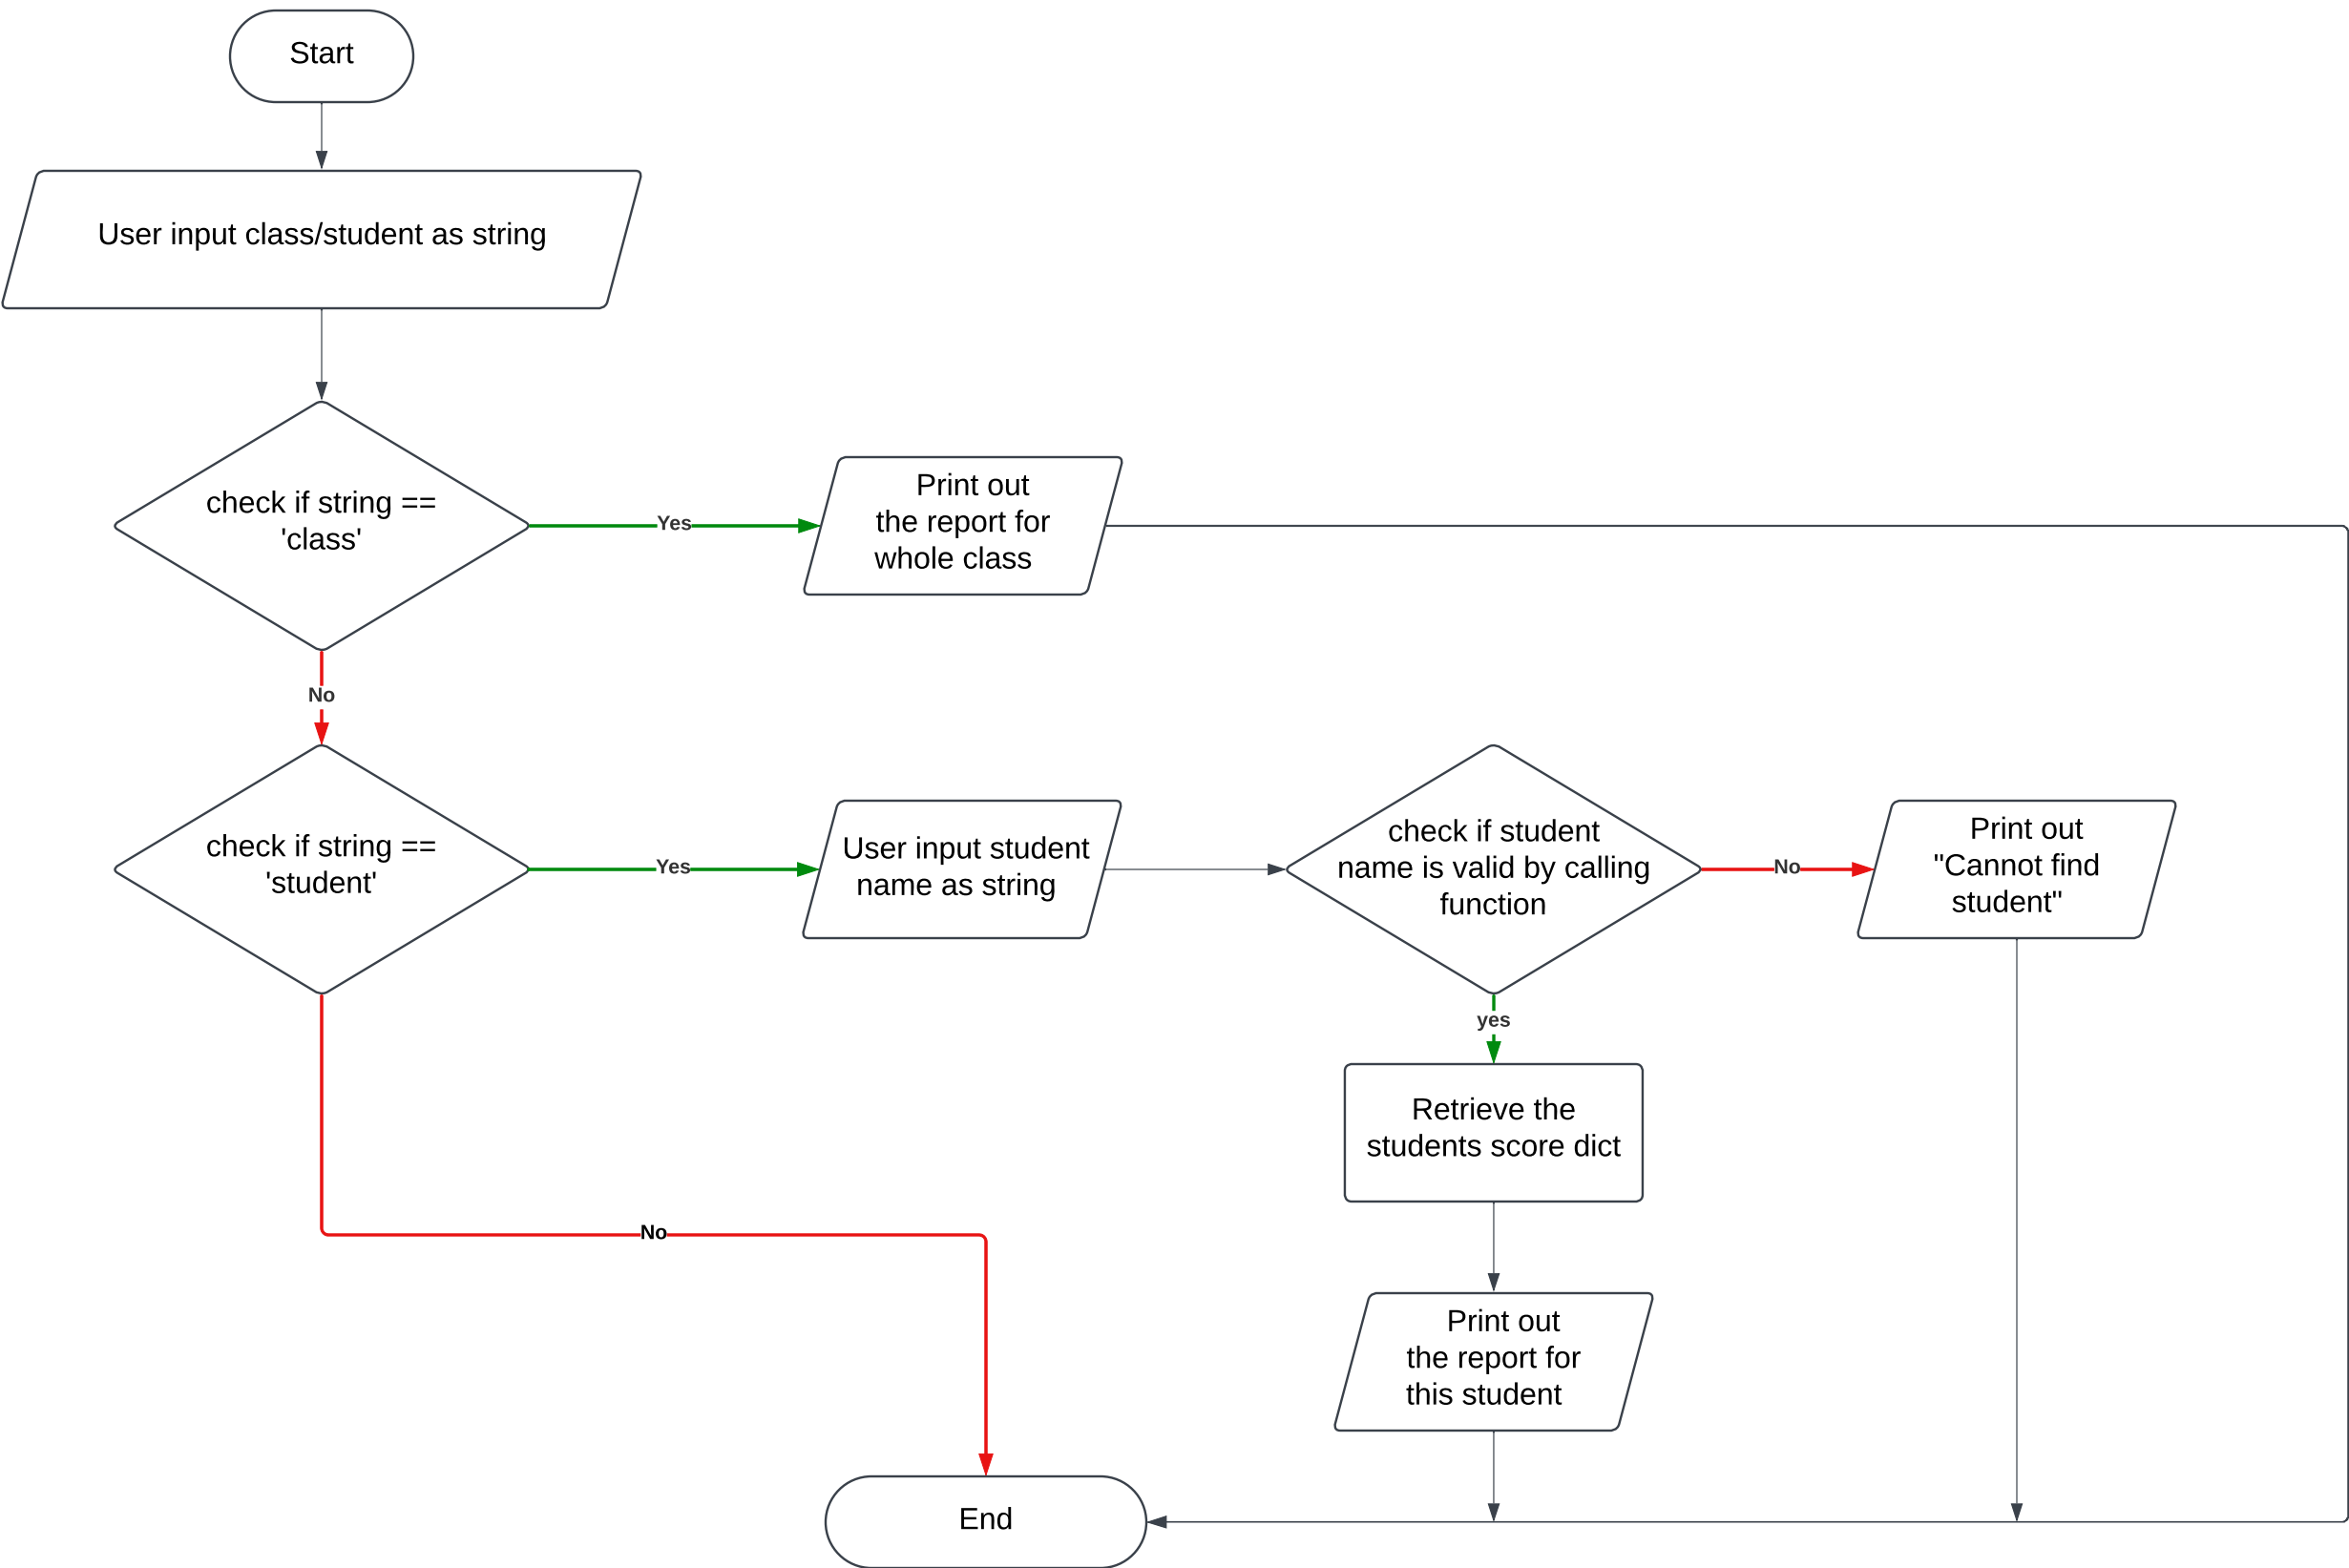 Start
User input class/student as string
check if string ==
'class'
Yes
Print out
the report for
whole class
No
check if string ==
'student'
Yes
User input student
name as string
check if student
name is valid by calling
function
No
Print out
"Cannot find
student"
yes
Retrieve the
students score dict
No
Print out
the report for
this student
End